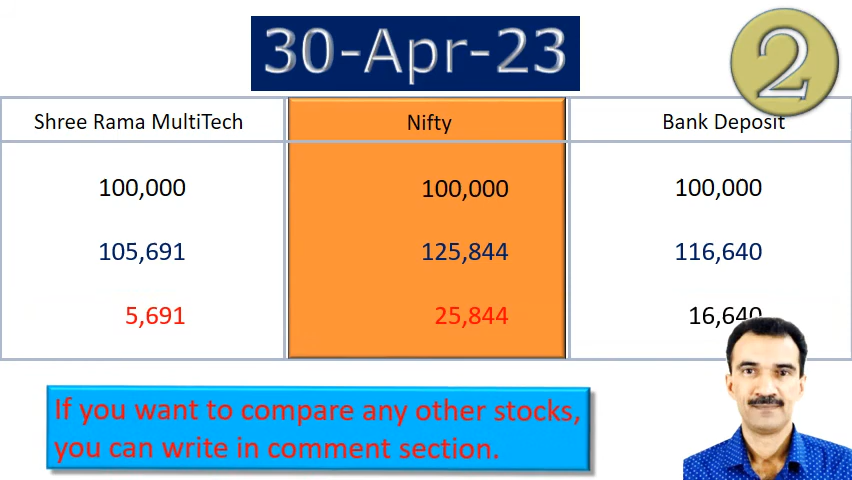 30-Apr-23
2
Shree Rama MultiTech Nifty Bank Deposit
100,000 100,000 100,000
105,691 125,844 116,640
5,691 25,844 16,640
If you want to compare any other stocks,
you can write in comment section.